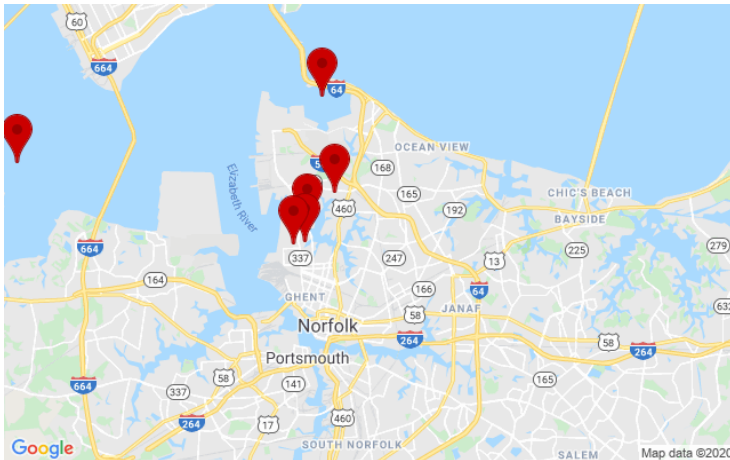 60
664
64
OCEAN VIEW
5
168
Elizabeth River
165
CHIC'S BEACH
460
192
BAYSIDE
664
337
247
13
225
279
164
64
166
GHENT
JANAF
58
632
Norfolk
264
58
264
Portsmouth
664
337
58
141
165
264
17
460
SOUTH NORFOLK
SALEM
Google
Map data ©2020